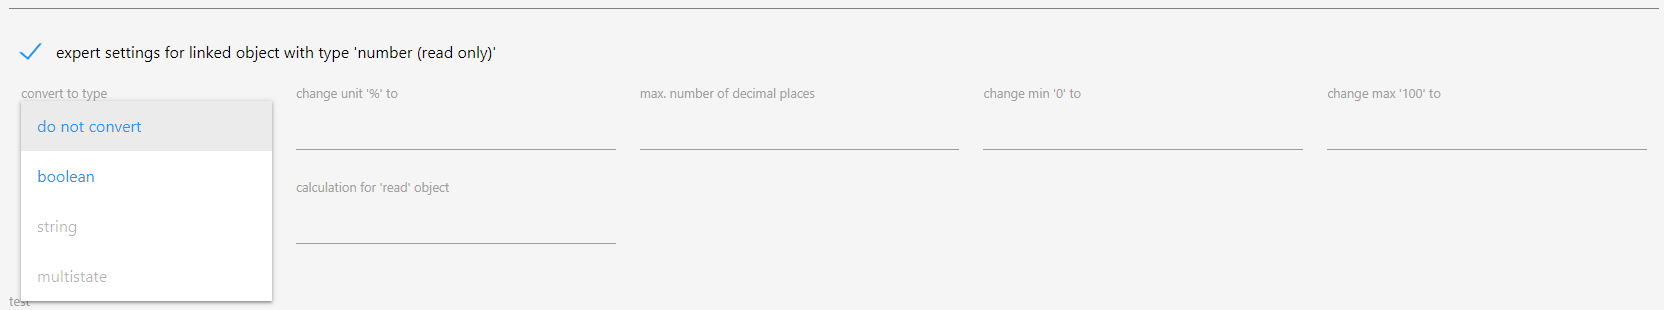 expert settings for linked object with type 'number (read only)'
convert to type
change unit '%' to
max. number of decimal places
change min '0' to
change max '100' to
do not convert
boolean
calculation for 'read' object
string
multistate
test